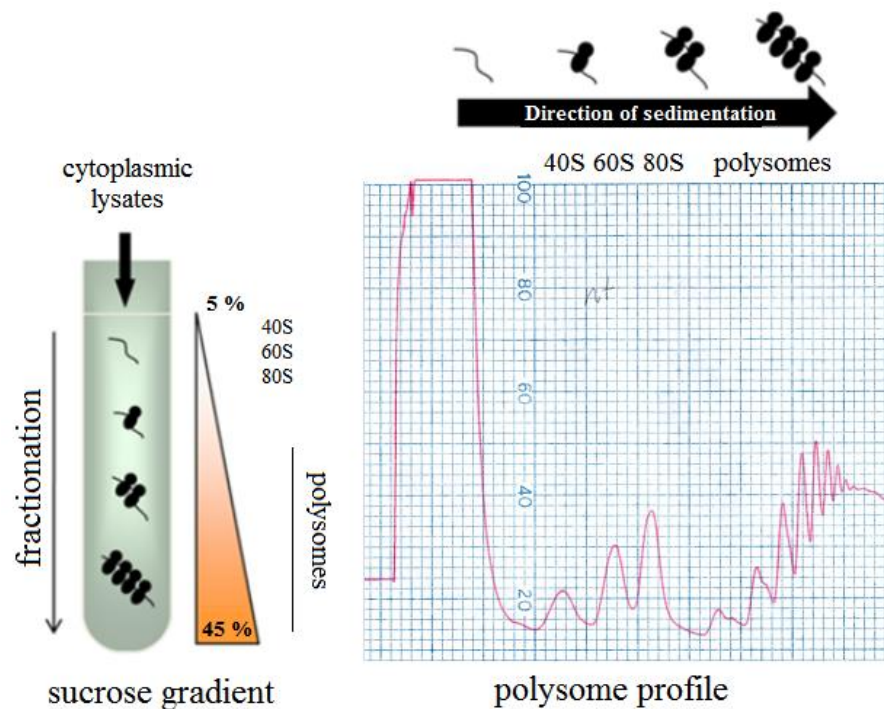 Direction of sedimentation
40S 60S 80S polysomes
cytoplasmic
lysates
5 %
40S
60S
80S
fractionation
polysomes
45 %
sucrose gradient
100
80
nt
60
40
20
polysome profile